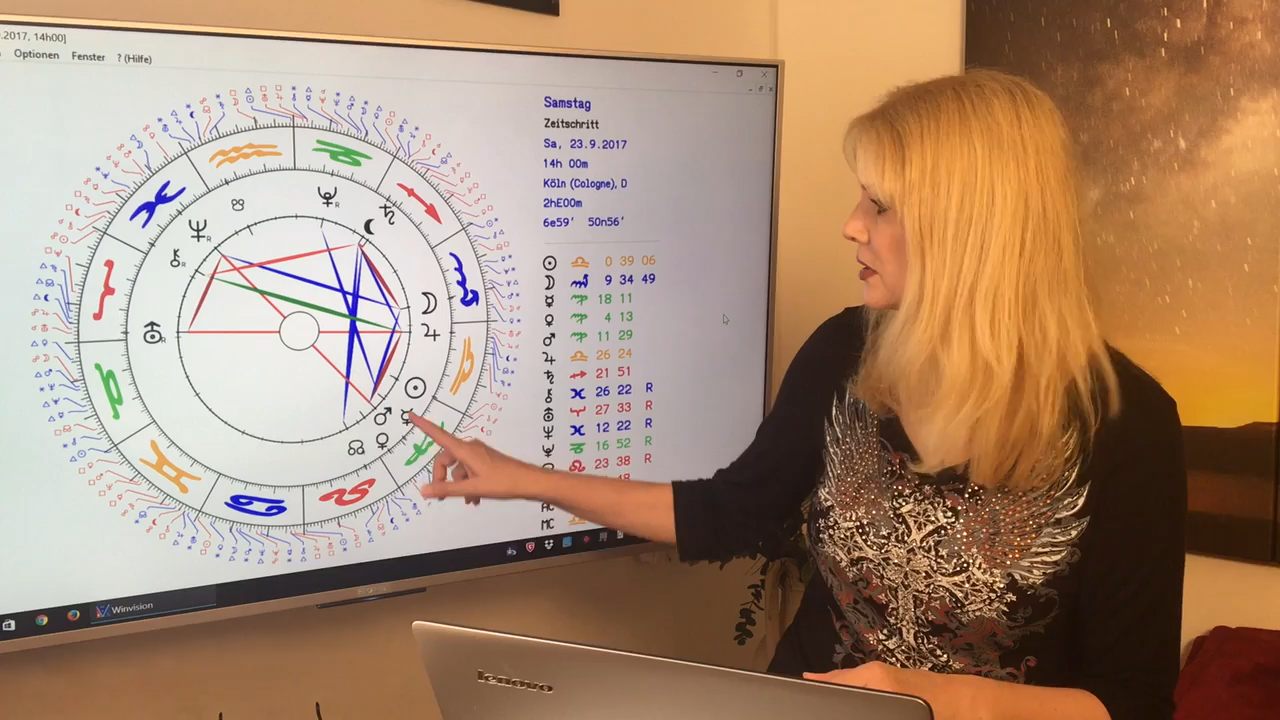 .2017, 14h00]
Optionen Fenster ? (Hilfe)
Samstag
Zeitschritt
Sa, 23.9.2017
14h 00m
Köln (Cologne), D
2hE00m
6e59' 50n56'
☉ ♎ 0 39 06
☽ ♏ 9 34 49
☿ ♍ 18 11
♀ ♍ 4 13
♂ ♍ 11 29
♃ ♎ 26 24
♄ ♐ 21 51
⚷ ♓ 26 22 R
⛢ ♈ 27 33 R
♆ ♓ 12 22 R
♇ ♑ 16 52 R
♌ 23 38 R
MC
Winvision
lenovo